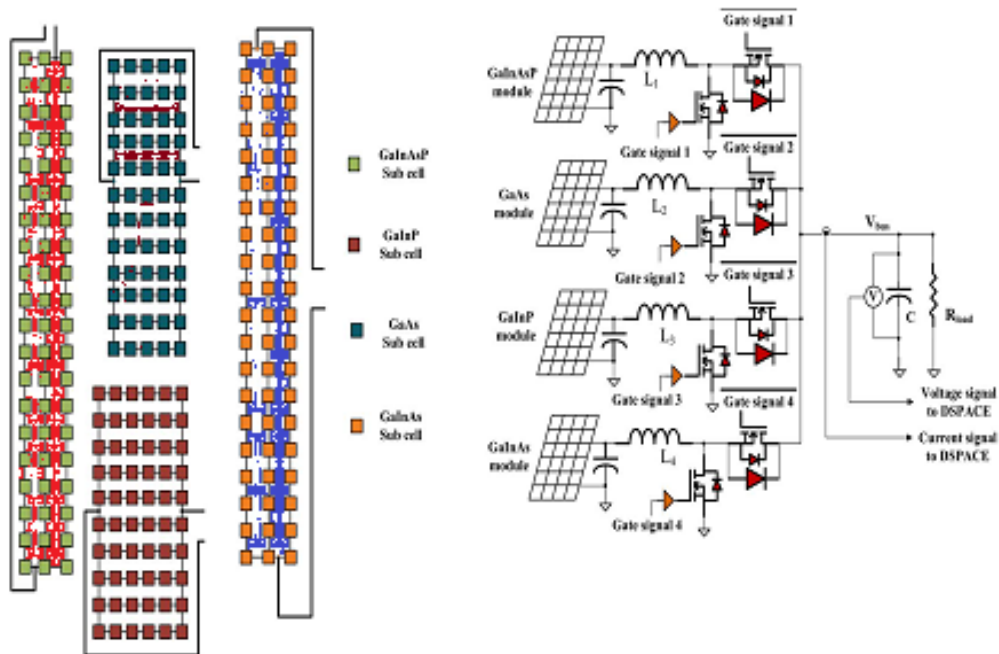 GaInAsP
Sub cell
GaInP
Sub cell
GaAs
Sub cell
GaInAs
Sub cell
Gate signal 1
GaInAsP
module
L1
Gate signal 1
Gate signal 2
GaAs
module
L2
Gate signal 2
Gate signal 3
GaInP
module
L3
Gate signal 3
Gate signal 4
GaInAs
module
L4
Gate signal 4
Vbus
V
C
Rload
Voltage signal
to DSPACE
Current signal
to DSPACE